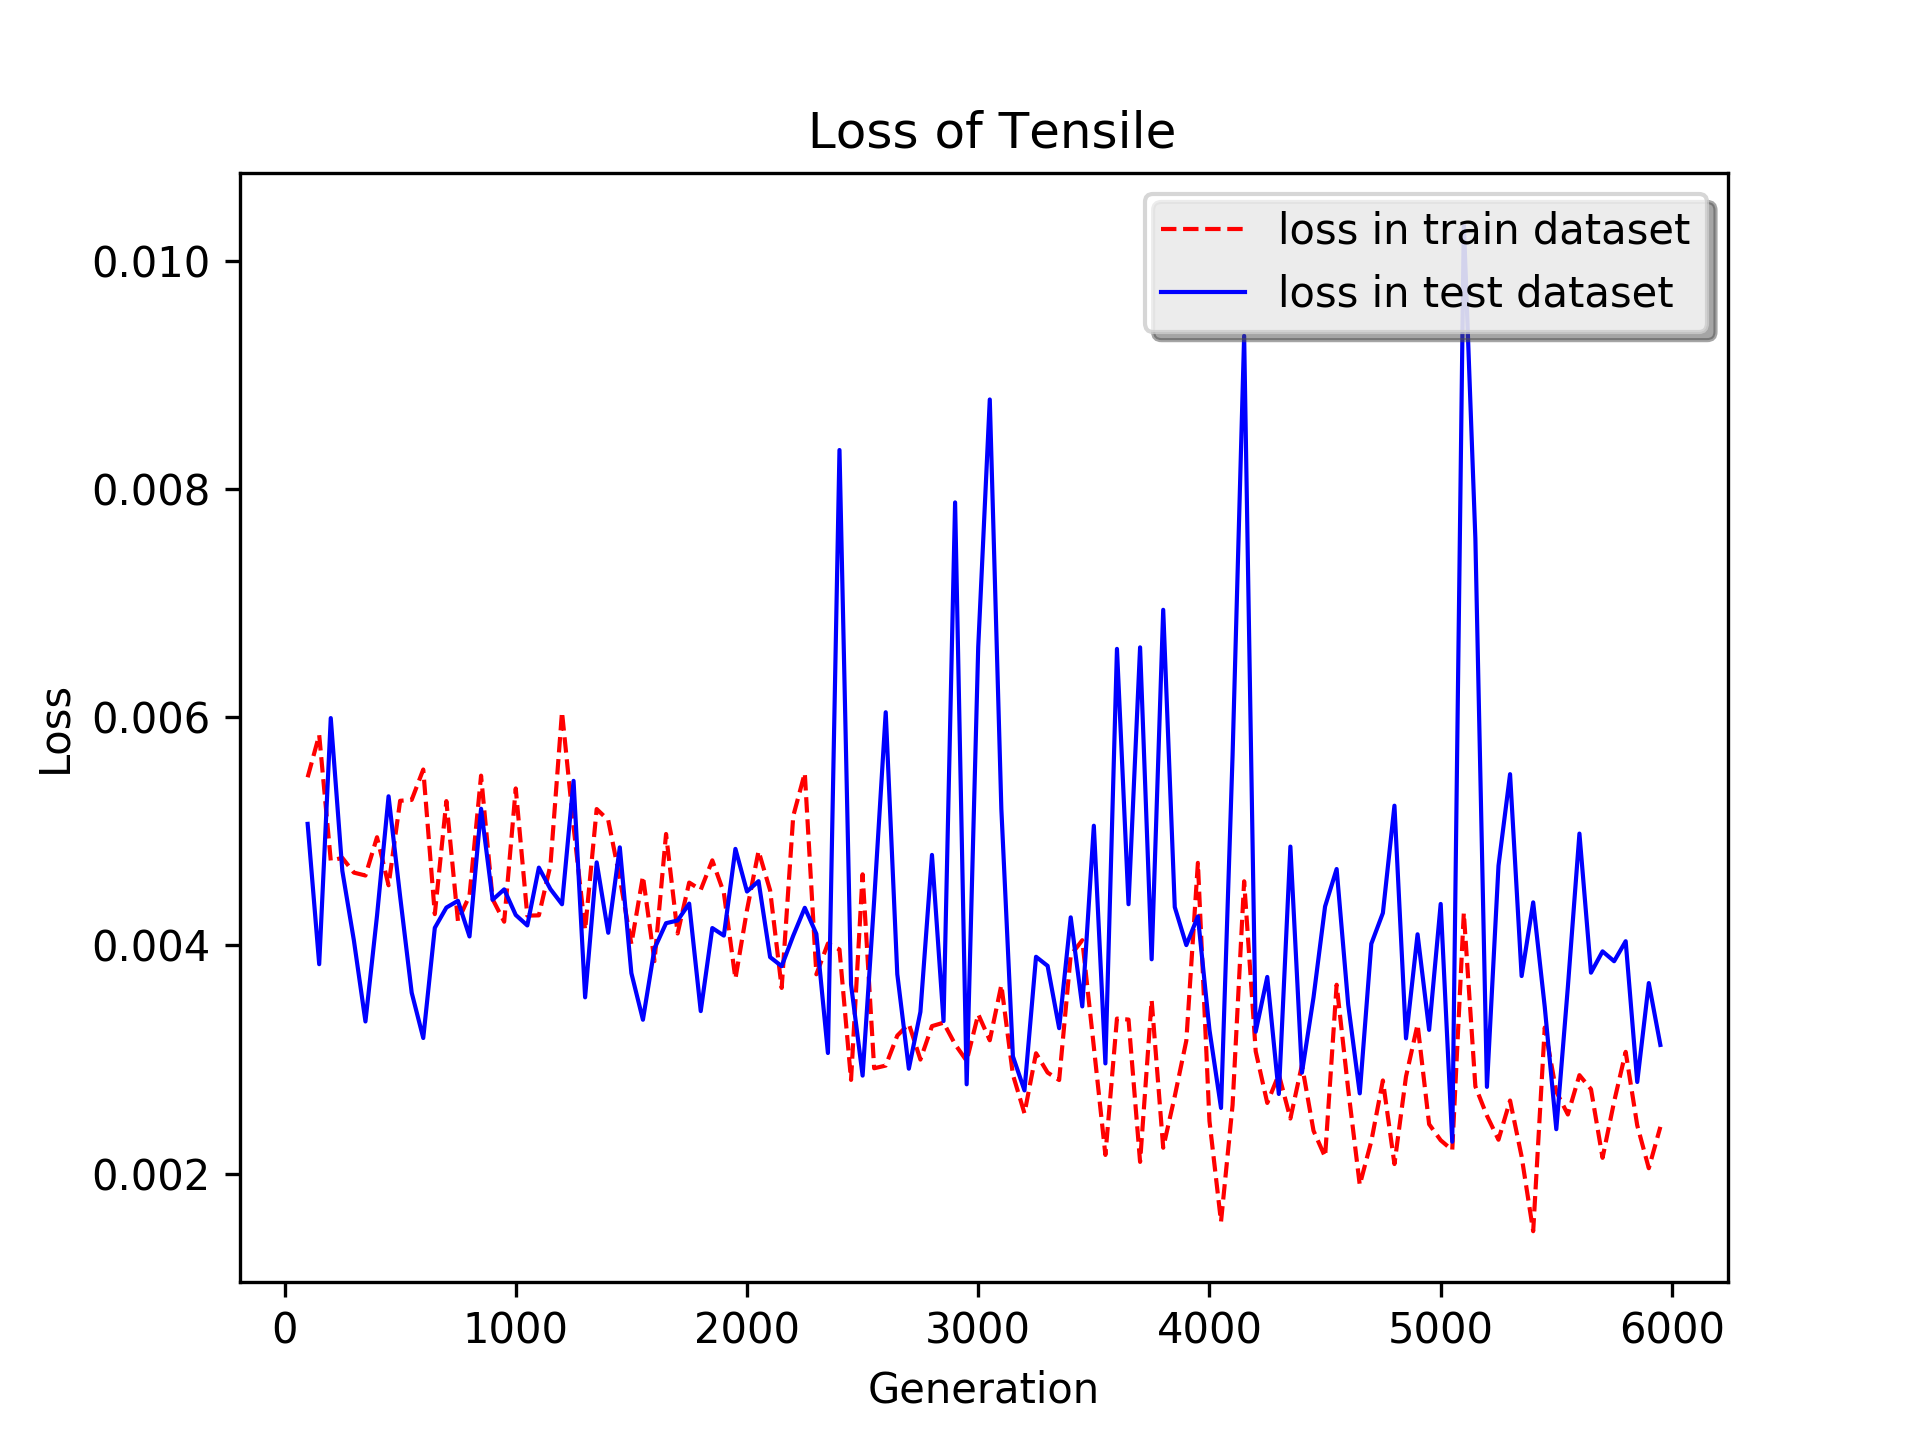 Loss of Tensile
loss in train dataset
loss in test dataset
0.010
0.008
0.006
0.004
0.002
Loss
0 1000 2000 3000 4000 5000 6000
Generation